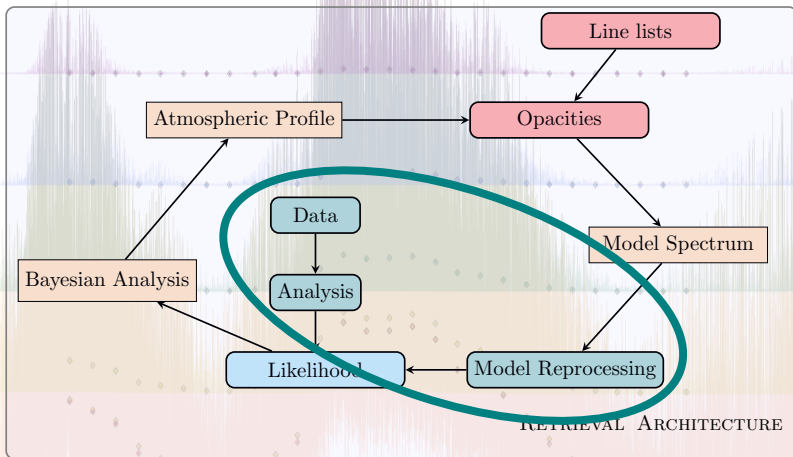 Line lists
Atmospheric Profile
Opacities
Data
Model Spectrum
Bayesian Analysis
Analysis
Likelihood
Model Reprocessing
RETRIEVAL ARCHITECTURE